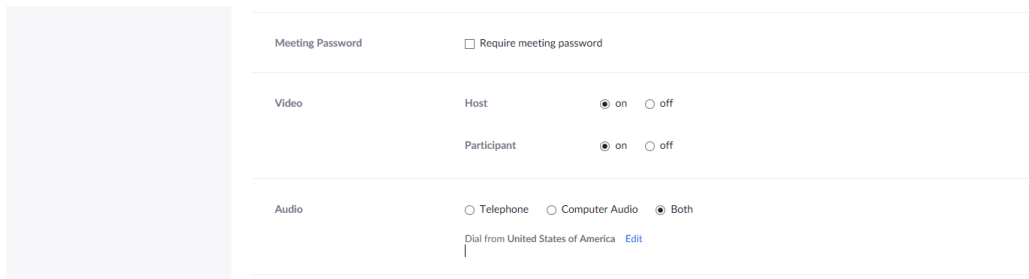 Meeting Password Require meeting password
Video Host on off
Participant on off
Audio Telephone Computer Audio Both
Dial from United States of America Edit